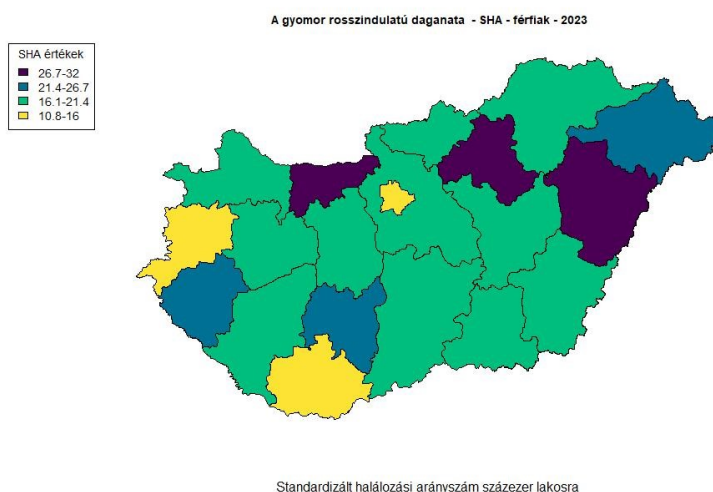 A gyomor rosszindulatú daganata - SHA - férfiak - 2023
SHA értékek
26.7-32
21.4-26.7
16.1-21.4
10.8-16
Standardizált halálozási arányszám százezer lakosra